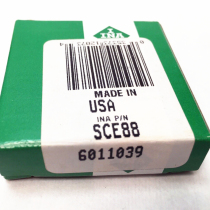 INA
MADE IN
USA
INA P/N
SCE88
6011039